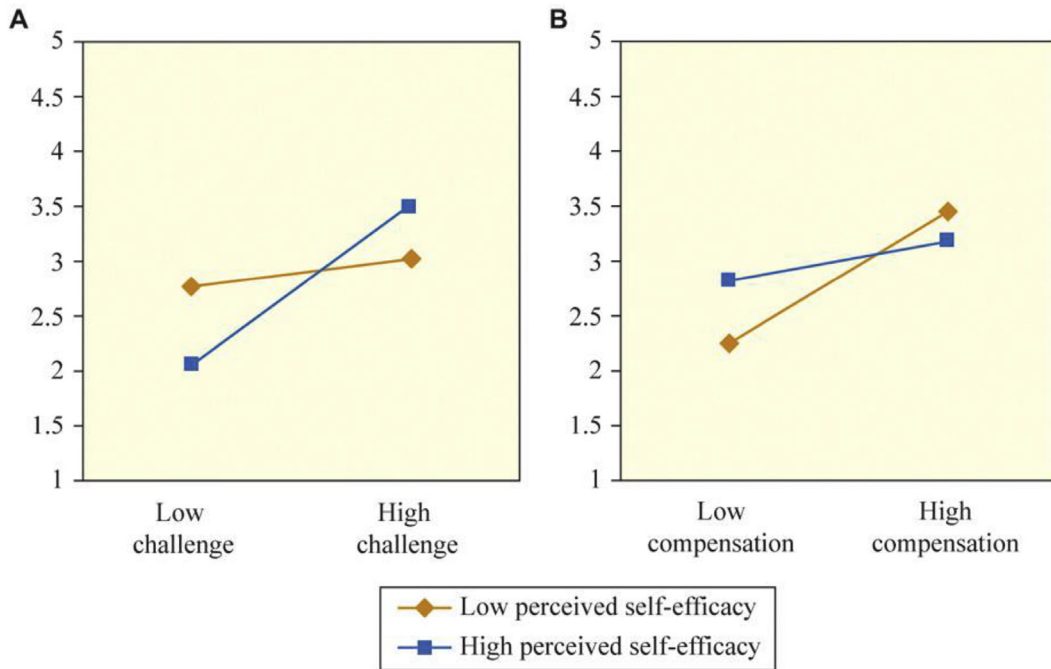 A
5
4.5
4
3.5
3
2.5
2
1.5
1
Low
challenge
High
challenge
B
5
4.5
4
3.5
3
2.5
2
1.5
1
Low
compensation
High
compensation
Low perceived self-efficacy
High perceived self-efficacy